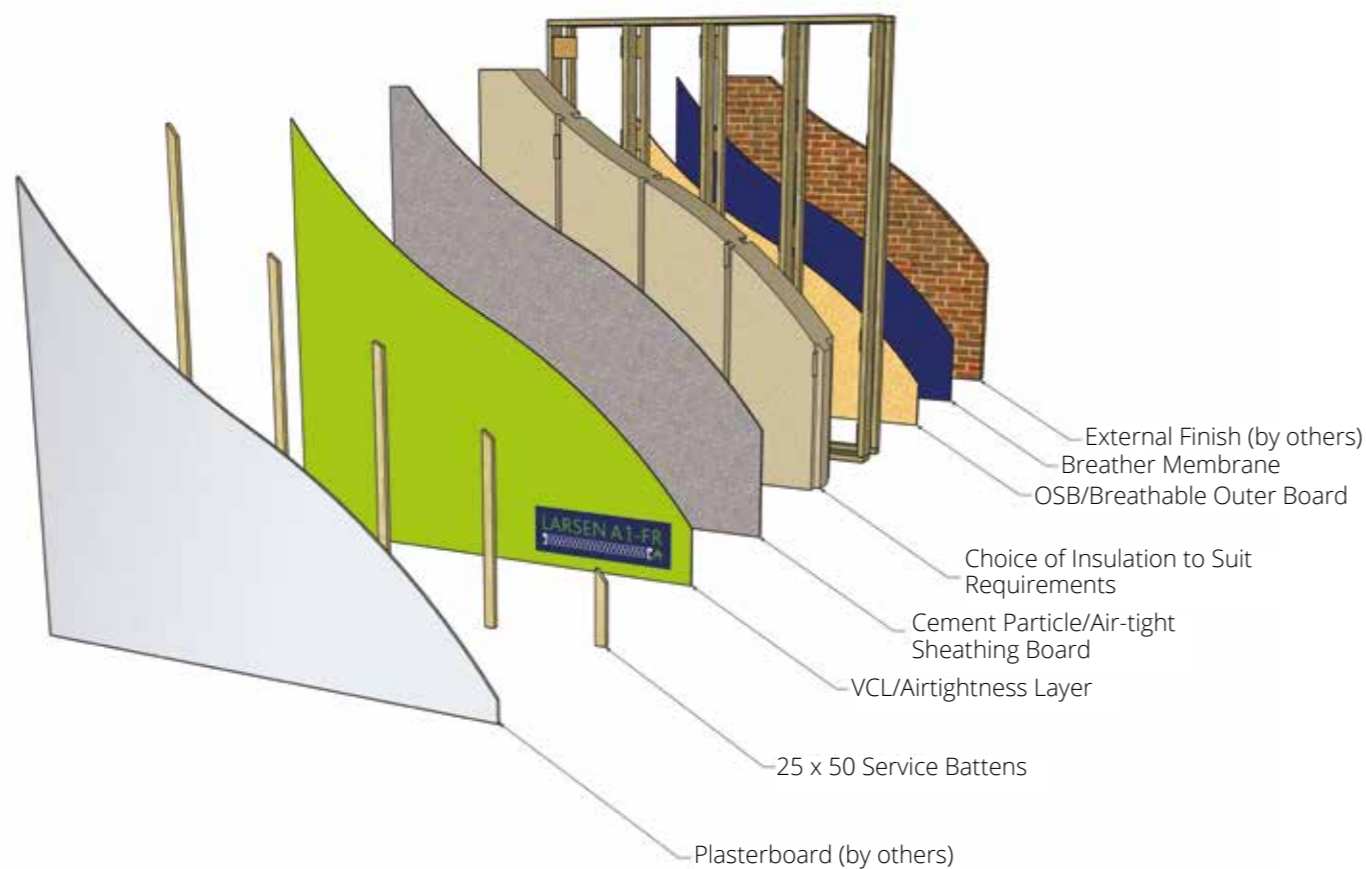 LARSEN A1-FR
External Finish (by others)
Breather Membrane
OSB/Breathable Outer Board
Choice of Insulation to Suit
Requirements
Cement Particle/Air-tight
Sheathing Board
VCL/Airtightness Layer
25 x 50 Service Battens
Plasterboard (by others)